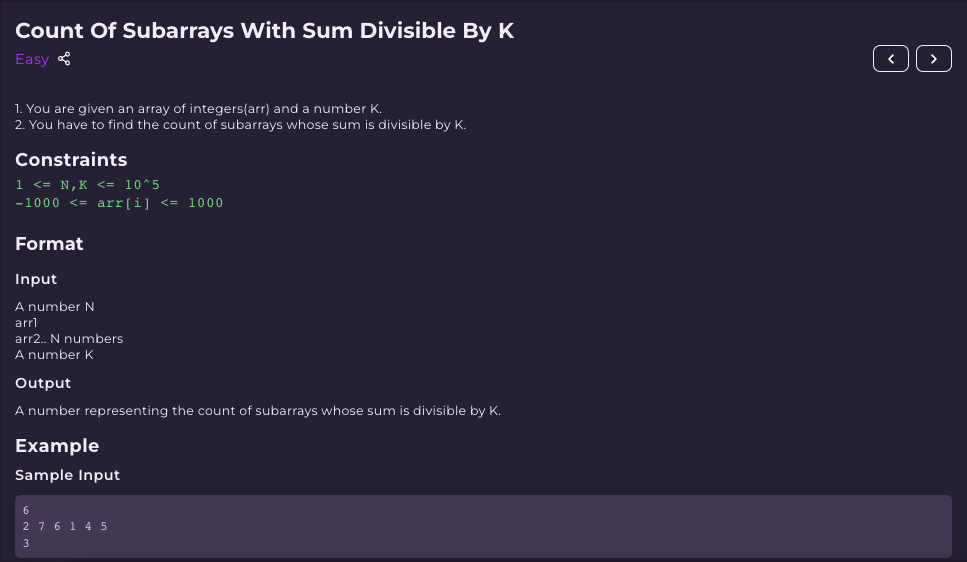 Count Of Subarrays With Sum Divisible By K
Easy
1. You are given an array of integers(arr) and a number K.
2. You have to find the count of subarrays whose sum is divisible by K.
Constraints
1 <= N,K <= 10^5
-1000 <= arr[i] <= 1000
Format
Input
A number N
arr1
arr2.. N numbers
A number K
Output
A number representing the count of subarrays whose sum is divisible by K.
Example
Sample Input
6
2 7 6 1 4 5
3